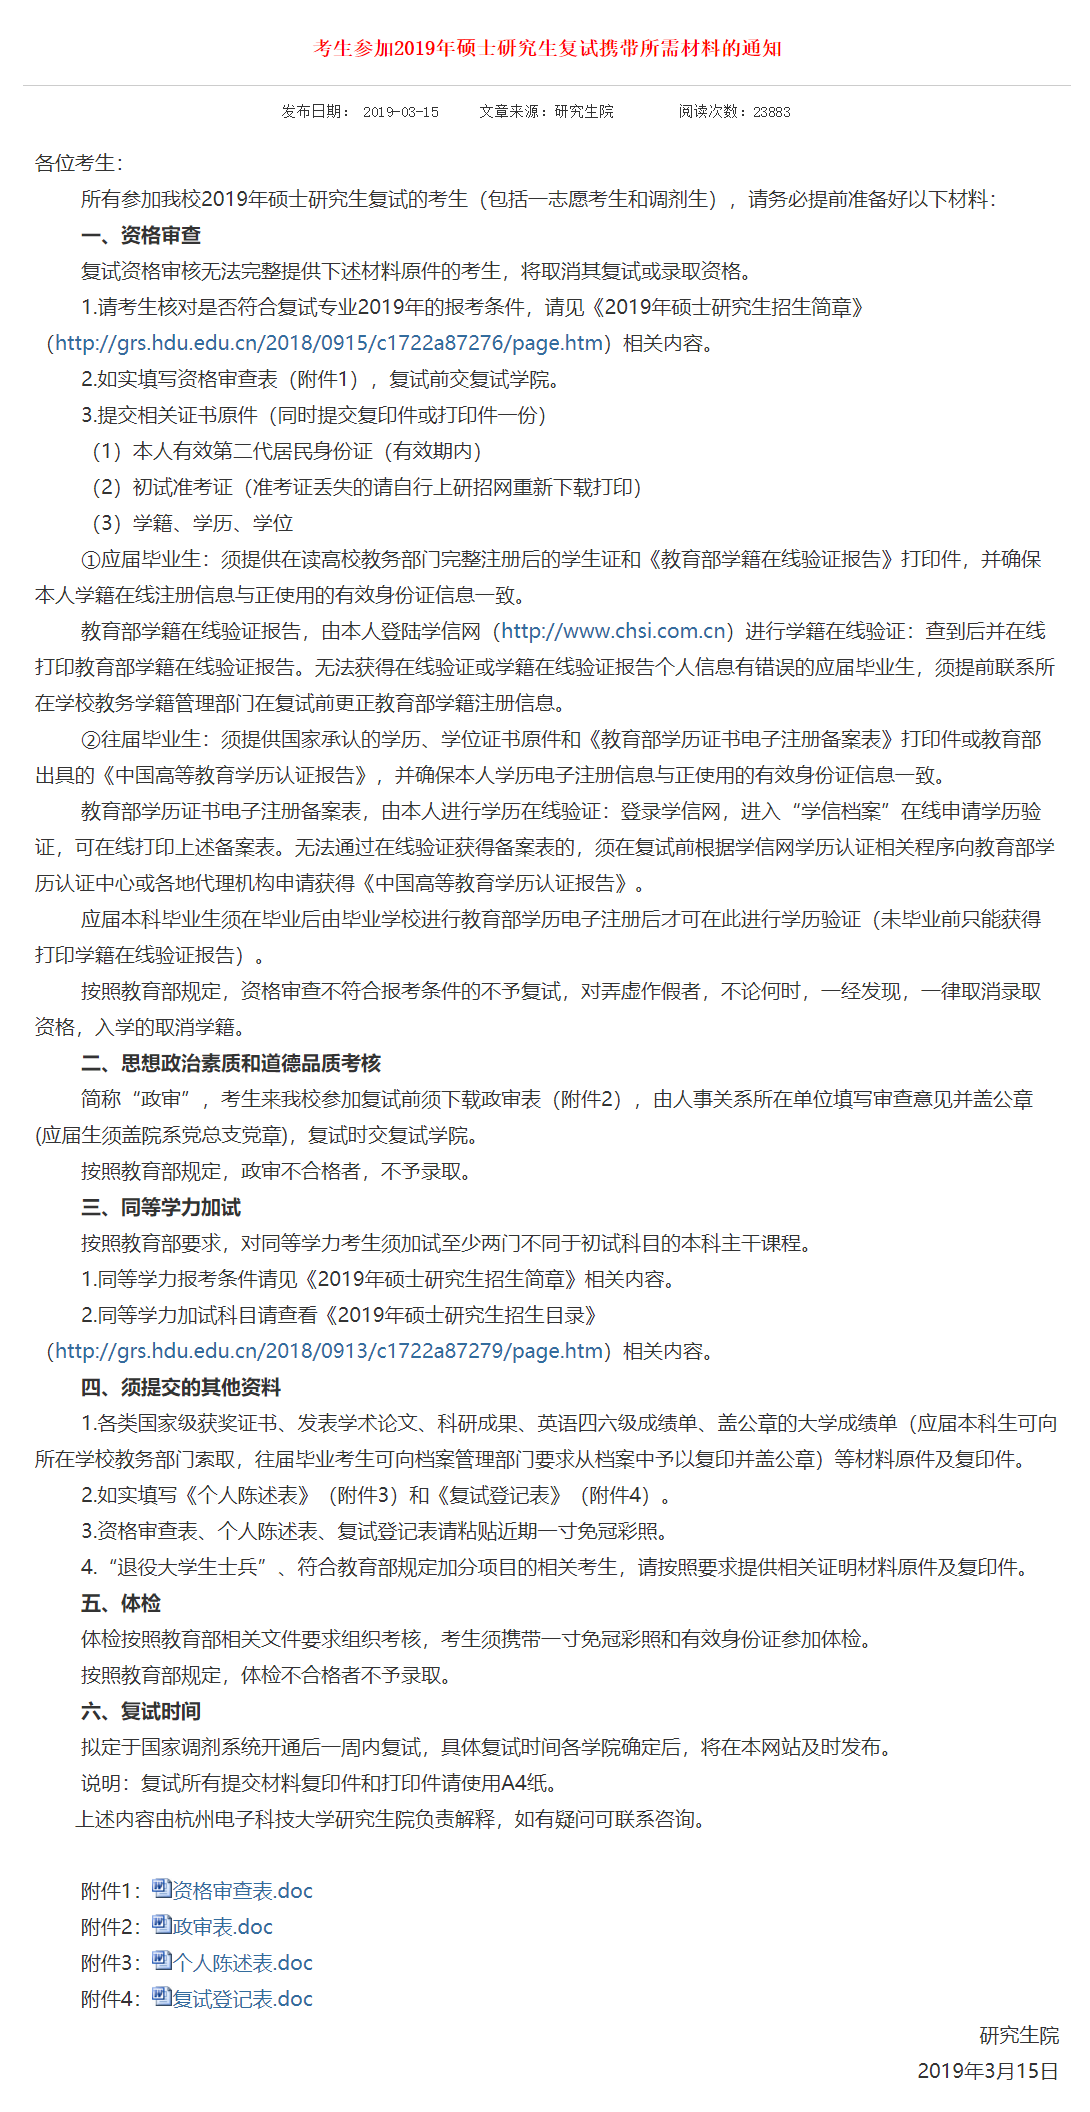 考生参加2019年硕士研究生复试携带所需材料的通知
发布日期： 2019-03-15 文章来源：研究生院 阅读次数：23883
各位考生：
所有参加我校2019年硕士研究生复试的考生（包括一志愿考生和调剂生），请务必提前准备好以下材料：
一、资格审查
复试资格审核无法完整提供下述材料原件的考生，将取消其复试或录取资格。
1.请考生核对是否符合复试专业2019年的报考条件，请见《2019年硕士研究生招生简章》
（http://grs.hdu.edu.cn/2018/0915/c1722a87276/page.htm）相关内容。
2.如实填写资格审查表（附件1），复试前交复试学院。
3.提交相关证书原件（同时提交复印件或打印件一份）
（1）本人有效第二代居民身份证（有效期内）
（2）初试准考证（准考证丢失的请自行上研招网重新下载打印）
（3）学籍、学历、学位
①应届毕业生：须提供在读高校教务部门完整注册后的学生证和《教育部学籍在线验证报告》打印件，并确保
本人学籍在线注册信息与正使用的有效身份证信息一致。
教育部学籍在线验证报告，由本人登陆学信网（http://www.chsi.com.cn）进行学籍在线验证：查到后并在线
打印教育部学籍在线验证报告。无法获得在线验证或学籍在线验证报告个人信息有错误的应届毕业生，须提前联系所
在学校教务学籍管理部门在复试前更正教育部学籍注册信息。
②往届毕业生：须提供国家承认的学历、学位证书原件和《教育部学历证书电子注册备案表》打印件或教育部
出具的《中国高等教育学历认证报告》，并确保本人学历电子注册信息与正使用的有效身份证信息一致。
教育部学历证书电子注册备案表，由本人进行学历在线验证：登录学信网，进入“学信档案”在线申请学历验
证，可在线打印上述备案表。无法通过在线验证获得备案表的，须在复试前根据学信网学历认证相关程序向教育部学
历认证中心或各地代理机构申请获得《中国高等教育学历认证报告》。
应届本科毕业生须在毕业后由毕业学校进行教育部学历电子注册后才可在此进行学历验证（未毕业前只能获得
打印学籍在线验证报告）。
按照教育部规定，资格审查不符合报考条件的不予复试，对弄虚作假者，不论何时，一经发现，一律取消录取
资格，入学的取消学籍。
二、思想政治素质和道德品质考核
简称“政审”，考生来我校参加复试前须下载政审表（附件2），由人事关系所在单位填写审查意见并盖公章
(应届生须盖院系党总支党章)，复试时交复试学院。
按照教育部规定，政审不合格者，不予录取。
三、同等学力加试
按照教育部要求，对同等学力考生须加试至少两门不同于初试科目的本科主干课程。
1.同等学力报考条件请见《2019年硕士研究生招生简章》相关内容。
2.同等学力加试科目请查看《2019年硕士研究生招生目录》
（http://grs.hdu.edu.cn/2018/0913/c1722a87279/page.htm）相关内容。
四、须提交的其他资料
1.各类国家级获奖证书、发表学术论文、科研成果、英语四六级成绩单、盖公章的大学成绩单（应届本科生可向
所在学校教务部门索取，往届毕业考生可向档案管理部门要求从档案中予以复印并盖公章）等材料原件及复印件。
2.如实填写《个人陈述表》（附件3）和《复试登记表》（附件4）。
3.资格审查表、个人陈述表、复试登记表请粘贴近期一寸免冠彩照。
4.“退役大学生士兵”、符合教育部规定加分项目的相关考生，请按照要求提供相关证明材料原件及复印件。
五、体检
体检按照教育部相关文件要求组织考核，考生须携带一寸免冠彩照和有效身份证参加体检。
按照教育部规定，体检不合格者不予录取。
六、复试时间
拟定于国家调剂系统开通后一周内复试，具体复试时间各学院确定后，将在本网站及时发布。
说明：复试所有提交材料复印件和打印件请使用A4纸。
上述内容由杭州电子科技大学研究生院负责解释，如有疑问可联系咨询。
附件1：资格审查表.doc
附件2：政审表.doc
附件3：个人陈述表.doc
附件4：复试登记表.doc
研究生院
2019年3月15日